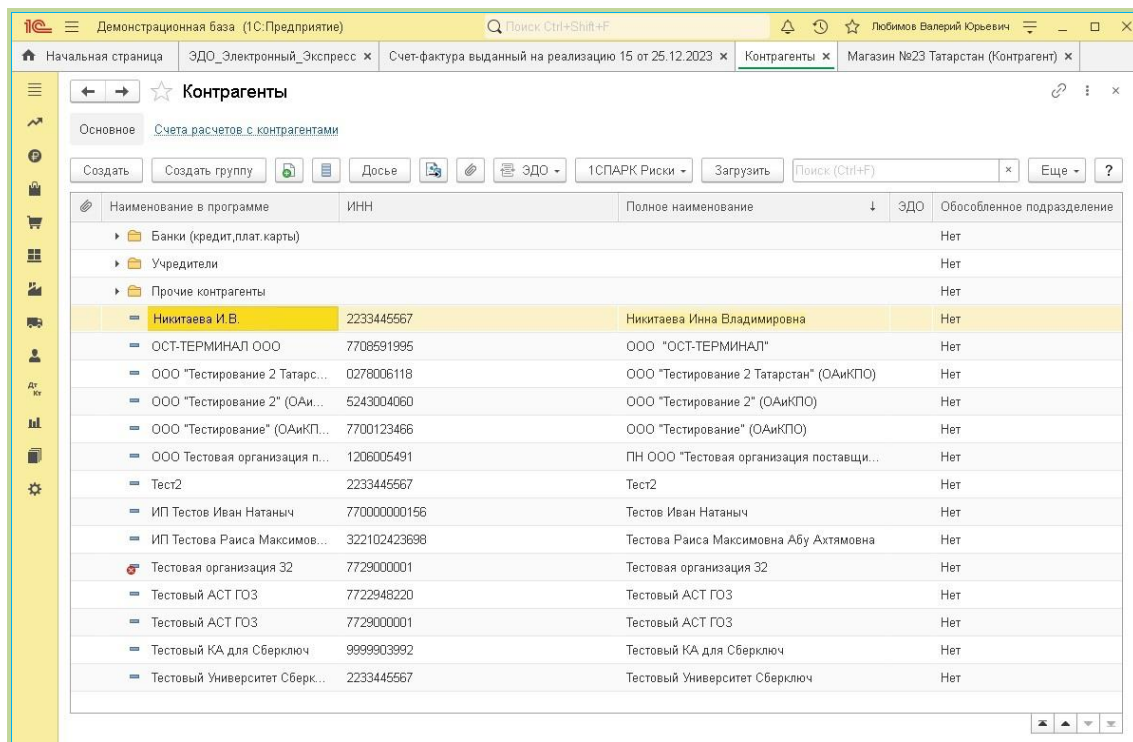 1С Демонстрационная база (1С:Предприятие) Поиск Ctrl+Shift+F Любимов Валерий Юрьевич
Начальная страница ЭДО_Электронный_Экспресс × Счет-фактура выданный на реализацию 15 от 25.12.2023 × Контрагенты × Магазин №23 Татарстан (Контрагент) ×
Контрагенты
Основное Счета расчетов с контрагентами
Создать Создать группу Досье ЭДО 1СПАРК Риски Загрузить Поиск (Ctrl+F) × Еще ?
Наименование в программе ИНН Полное наименование ↓ ЭДО Обособленное подразделение
Банки (кредит,плат.карты) Нет
Учредители Нет
Прочие контрагенты Нет
Никитаева И.В. 2233445567 Никитаева Инна Владимировна Нет
ОСТ-ТЕРМИНАЛ ООО 7708591995 ООО "ОСТ-ТЕРМИНАЛ" Нет
ООО "Тестирование 2 Татарс... 0278006118 ООО "Тестирование 2 Татарстан" (ОАиКПО) Нет
ООО "Тестирование 2" (ОАи... 5243004060 ООО "Тестирование 2" (ОАиКПО) Нет
ООО "Тестирование" (ОАиКП... 7700123466 ООО "Тестирование" (ОАиКПО) Нет
ООО Тестовая организация п... 1206005491 ПН ООО "Тестовая организация поставщи... Нет
Тест2 2233445567 Тест2 Нет
ИП Тестов Иван Натаныч 770000000156 Тестов Иван Натаныч Нет
ИП Тестова Раиса Максимов... 322102423698 Тестова Раиса Максимовна Абу Ахтямовна Нет
Тестовая организация 32 7729000001 Тестовая организация 32 Нет
Тестовый АСТ ГОЗ 7722948220 Тестовый АСТ ГОЗ Нет
Тестовый АСТ ГОЗ 7729000001 Тестовый АСТ ГОЗ Нет
Тестовый КА для Сберключ 9999903992 Тестовый КА для Сберключ Нет
Тестовый Университет Сберк... 2233445567 Тестовый Университет Сберключ Нет
Дт
Кт